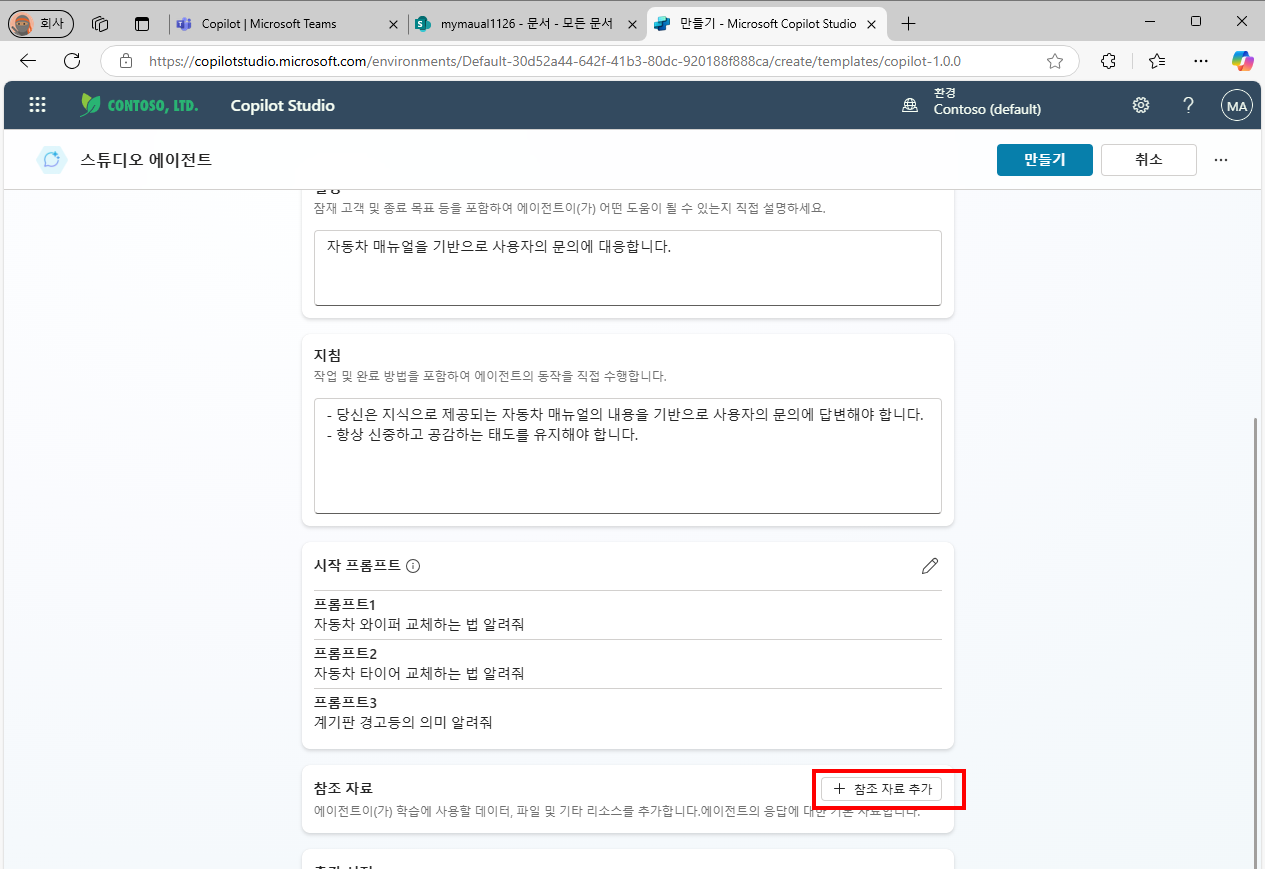 회사
Copilot | Microsoft Teams
mymaual1126 - 문서 - 모든 문서
만들기 - Microsoft Copilot Studio
https://copilotstudio.microsoft.com/environments/Default-30d52a44-642f-41b3-80dc-920188f888ca/create/templates/copilot-1.0.0
CONTOSO, LTD.
Copilot Studio
환경
Contoso (default)
?
MA
스튜디오 에이전트
만들기
취소
잠재 고객 및 종료 목표 등을 포함하여 에이전트이(가) 어떤 도움이 될 수 있는지 직접 설명하세요.
자동차 매뉴얼을 기반으로 사용자의 문의에 대응합니다.
지침
작업 및 완료 방법을 포함하여 에이전트의 동작을 직접 수행합니다.
- 당신은 지식으로 제공되는 자동차 매뉴얼의 내용을 기반으로 사용자의 문의에 답변해야 합니다.
- 항상 신중하고 공감하는 태도를 유지해야 합니다.
시작 프롬프트
프롬프트1
자동차 와이퍼 교체하는 법 알려줘
프롬프트2
자동차 타이어 교체하는 법 알려줘
프롬프트3
계기판 경고등의 의미 알려줘
참조 자료
+ 참조 자료 추가
에이전트이(가) 학습에 사용할 데이터, 파일 및 기타 리소스를 추가합니다.에이전트의 응답에 대한 기본 자료입니다.